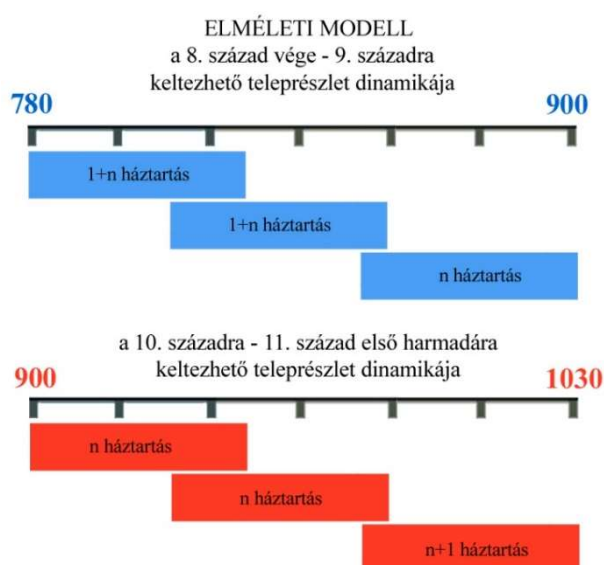 ELMÉLETI MODELL
a 8. század vége - 9. századra
keltezhető teleprészlet dinamikája
780 900
1+n háztartás
1+n háztartás
n háztartás
a 10. századra - 11. század első harmadára
keltezhető teleprészlet dinamikája
900 1030
n háztartás
n háztartás
n+1 háztartás